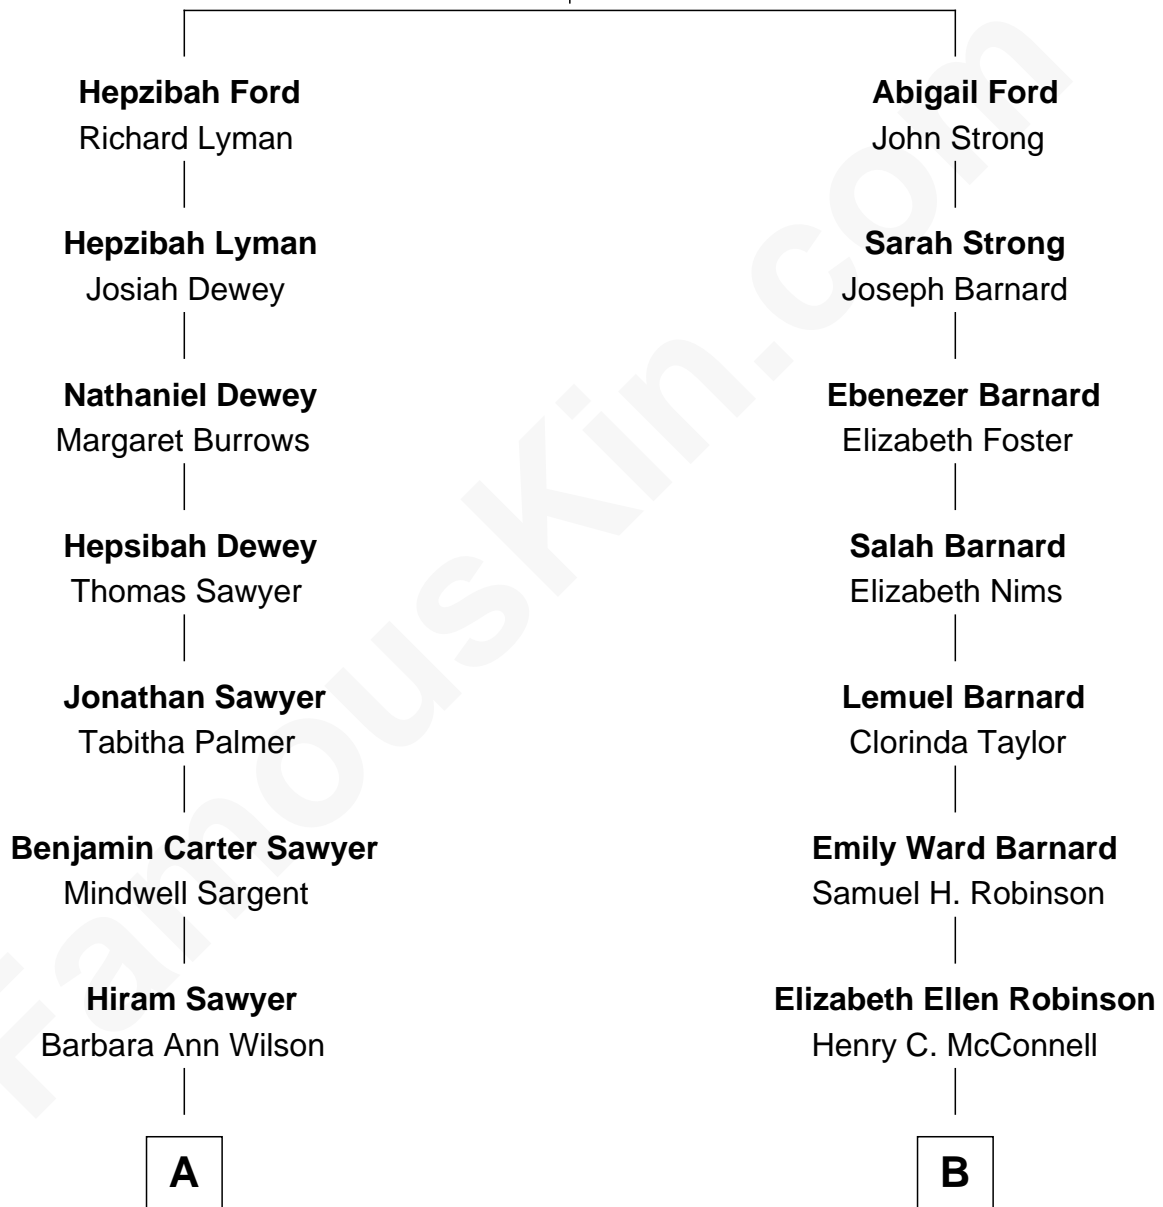 Hepzibah Ford
Richard Lyman
Abigail Ford
John Strong
Hepzibah Lyman
Josiah Dewey
Sarah Strong
Joseph Barnard
Nathaniel Dewey
Margaret Burrows
Ebenezer Barnard
Elizabeth Foster
Hepsibah Dewey
Thomas Sawyer
Salah Barnard
Elizabeth Nims
Jonathan Sawyer
Tabitha Palmer
Lemuel Barnard
Clorinda Taylor
Benjamin Carter Sawyer
Mindwell Sargent
Emily Ward Barnard
Samuel H. Robinson
Hiram Sawyer
Barbara Ann Wilson
Elizabeth Ellen Robinson
Henry C. McConnell
A
B
FamousKin.com